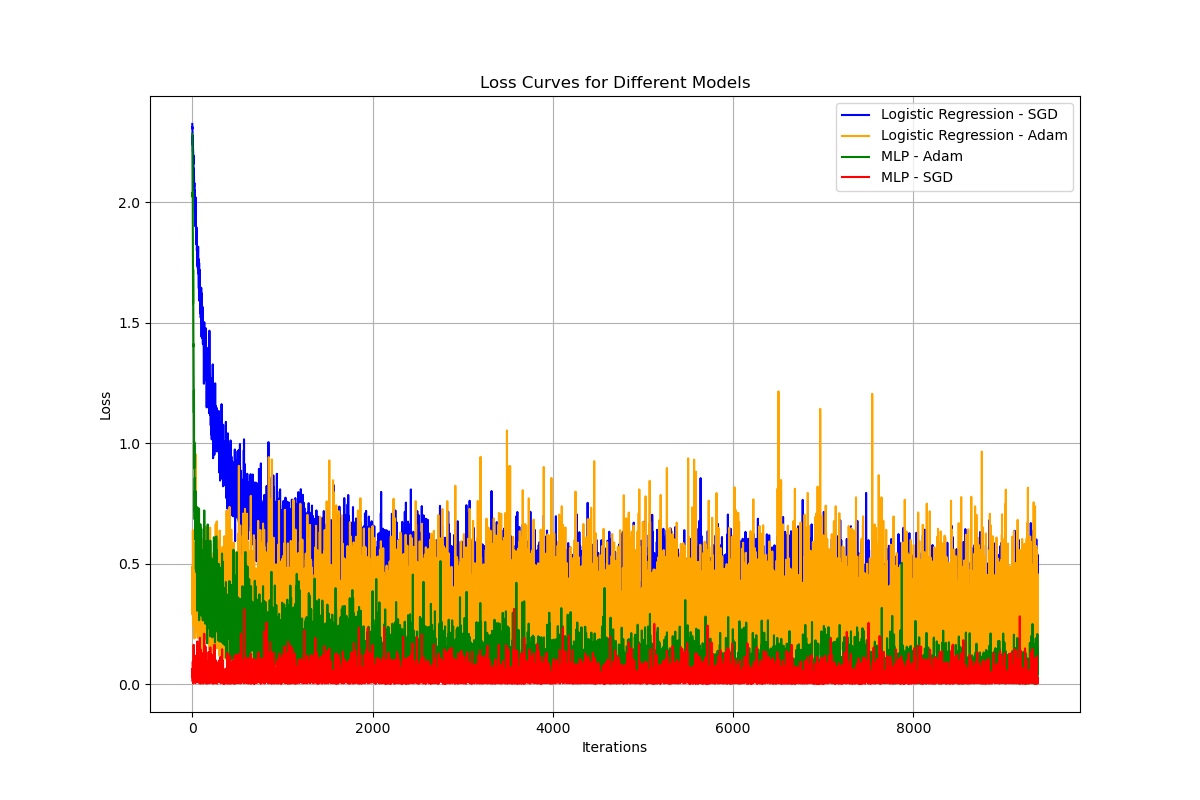 Loss Curves for Different Models
Logistic Regression - SGD
Logistic Regression - Adam
MLP - Adam
MLP - SGD
Loss
2.0
1.5
1.0
0.5
0.0
0
2000
4000
6000
8000
Iterations